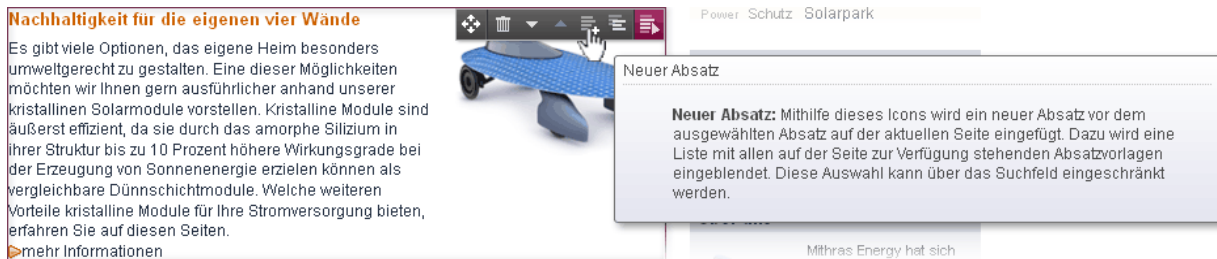 Nachhaltigkeit für die eigenen vier Wände
Es gibt viele Optionen, das eigene Heim besonders
umweltgerecht zu gestalten. Eine dieser Möglichkeiten
möchten wir Ihnen gern ausführlicher anhand unserer
kristallinen Solarmodule vorstellen. Kristalline Module sind
äußerst effizient, da sie durch das amorphe Silizium in
ihrer Struktur bis zu 10 Prozent höhere Wirkungsgrade bei
der Erzeugung von Sonnenenergie erzielen können als
vergleichbare Dünnschichtmodule. Welche weiteren
Vorteile kristalline Module für Ihre Stromversorgung bieten,
erfahren Sie auf diesen Seiten.
mehr Informationen
Power Schutz Solarpark
Neuer Absatz
Neuer Absatz: Mithilfe dieses Icons wird ein neuer Absatz vor dem
ausgewählten Absatz auf der aktuellen Seite eingefügt. Dazu wird eine
Liste mit allen auf der Seite zur Verfügung stehenden Absatzvorlagen
eingeblendet. Diese Auswahl kann über das Suchfeld eingeschränkt
werden.
Mithras Energy hat sich